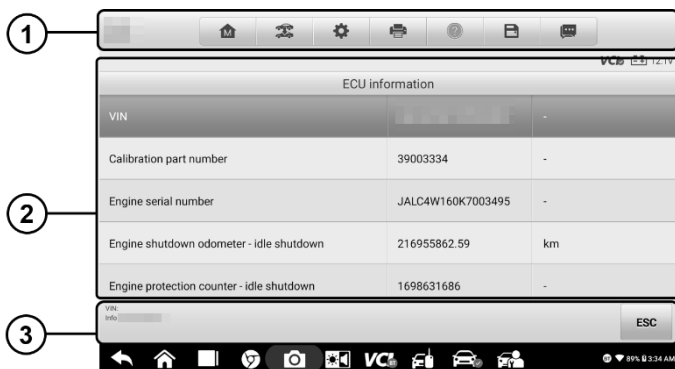 1
M
?
VCI 12.1V
ECU information
VIN -
Calibration part number 39003334 -
Engine serial number JALC4W160K7003495 -
Engine shutdown odometer - idle shutdown 216955862.59 km
Engine protection counter - idle shutdown 1698631686 -
2
VIN:
Info
ESC
3
VCI 89% 3:34 AM